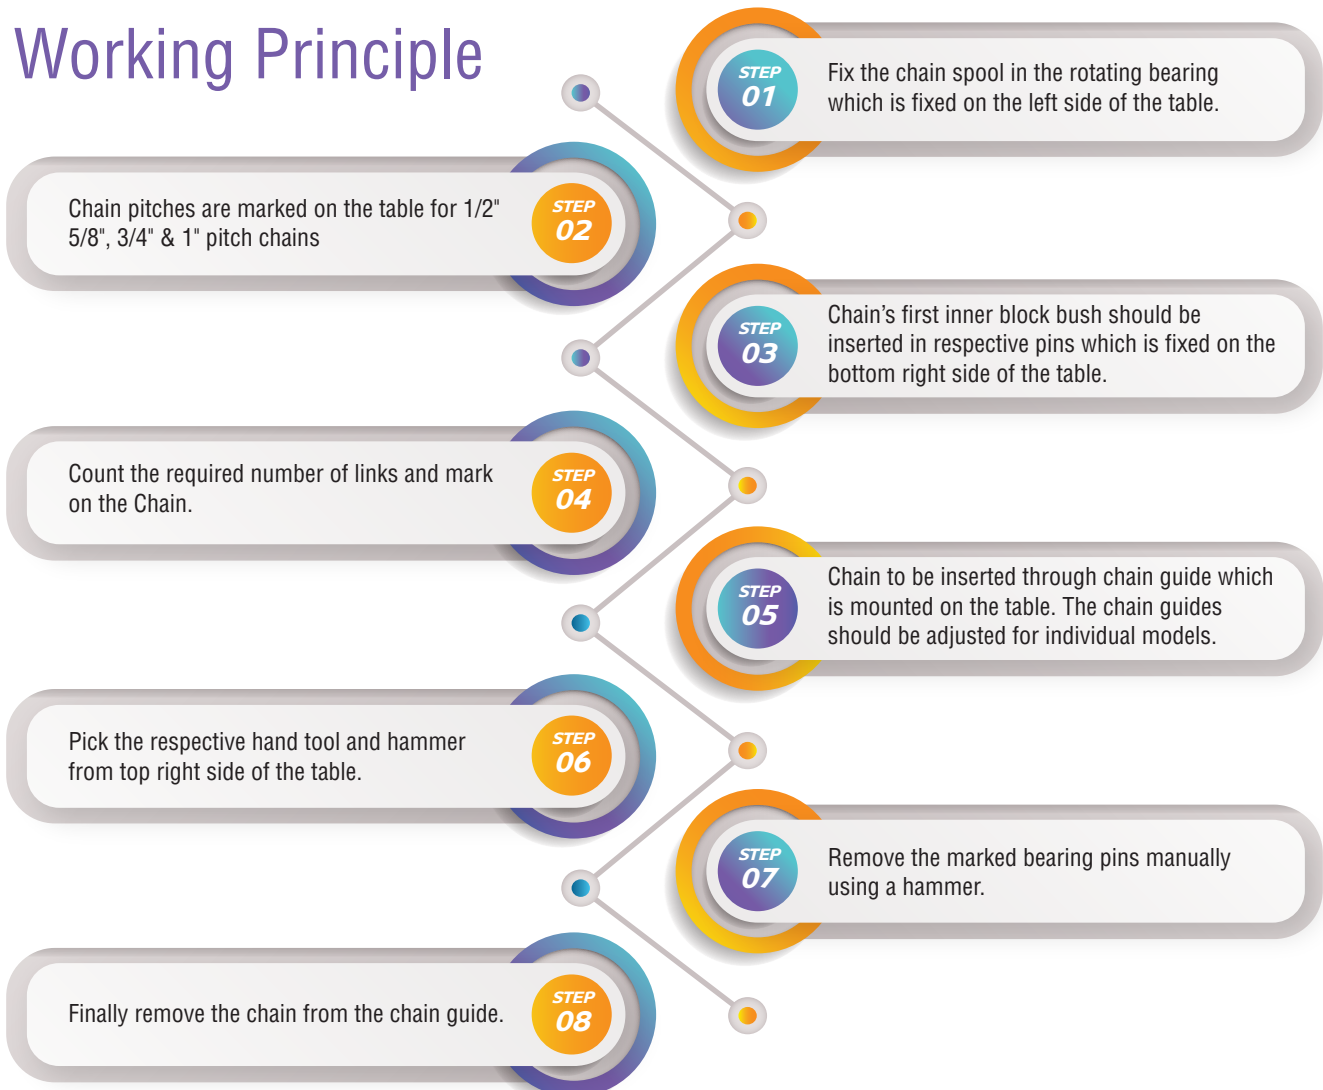 Working Principle
STEP
01
Fix the chain spool in the rotating bearing
which is fixed on the left side of the table.
STEP
02
Chain pitches are marked on the table for 1/2"
5/8", 3/4" & 1" pitch chains
STEP
03
Chain’s first inner block bush should be
inserted in respective pins which is fixed on the
bottom right side of the table.
STEP
04
Count the required number of links and mark
on the Chain.
STEP
05
Chain to be inserted through chain guide which
is mounted on the table. The chain guides
should be adjusted for individual models.
STEP
06
Pick the respective hand tool and hammer
from top right side of the table.
STEP
07
Remove the marked bearing pins manually
using a hammer.
STEP
08
Finally remove the chain from the chain guide.